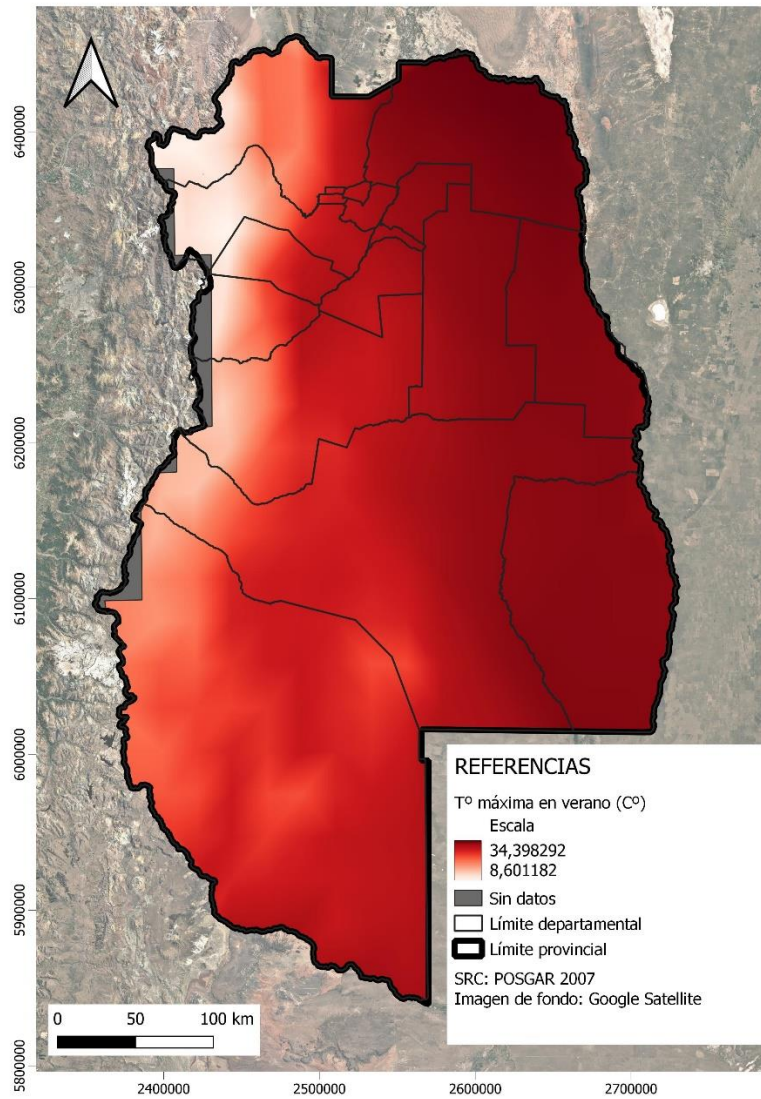 6400000
6300000
6200000
6100000
6000000
5900000
5800000
REFERENCIAS
Tº máxima en verano (Cº)
Escala
34,398292
8,601182
Sin datos
Límite departamental
Límite provincial
SRC: POSGAR 2007
Imagen de fondo: Google Satellite
0 50 100 km
2400000 2500000 2600000 2700000